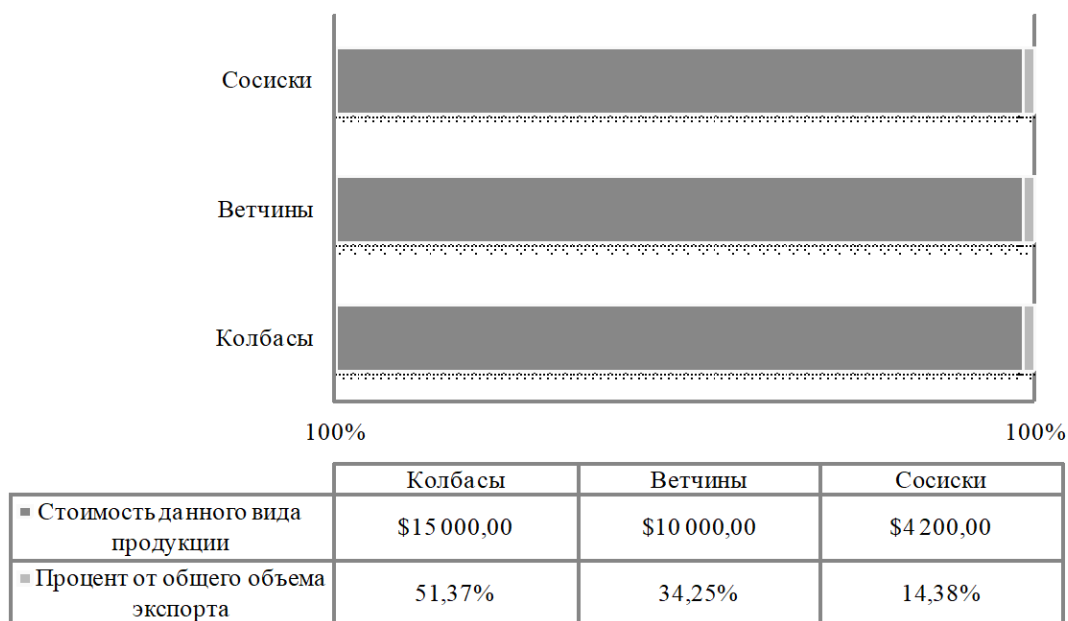 Сосиски
Ветчины
Колбасы
100%
100%
Колбасы
Ветчины
Сосиски
Стоимость данного вида
продукции
$15 000,00
$10 000,00
$4 200,00
Процент от общего объема
экспорта
51,37%
34,25%
14,38%